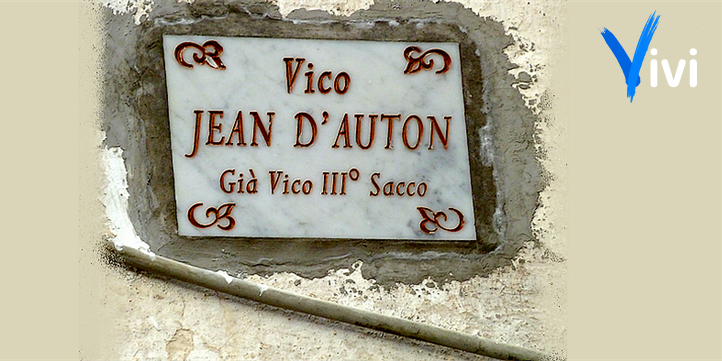 Vico
JEAN D'AUTON
Già Vico III° Sacco
Vivi